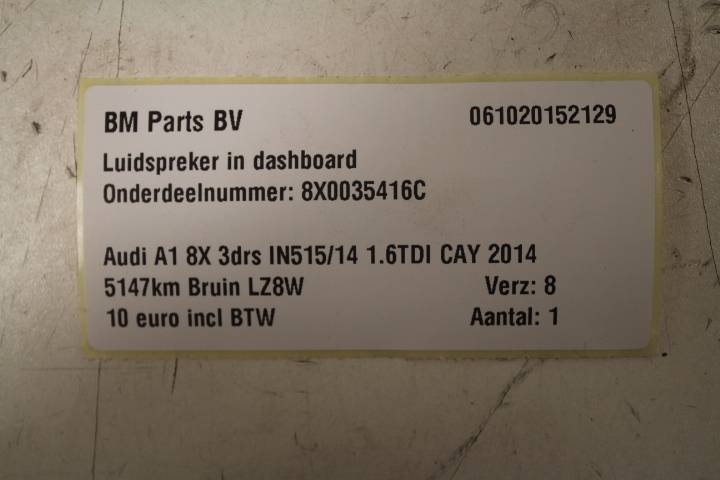 BM Parts BV 061020152129
Luidspreker in dashboard
Onderdeelnummer: 8X0035416C
Audi A1 8X 3drs IN515/14 1.6TDI CAY 2014
5147km Bruin LZ8W Verz: 8
10 euro incl BTW Aantal: 1